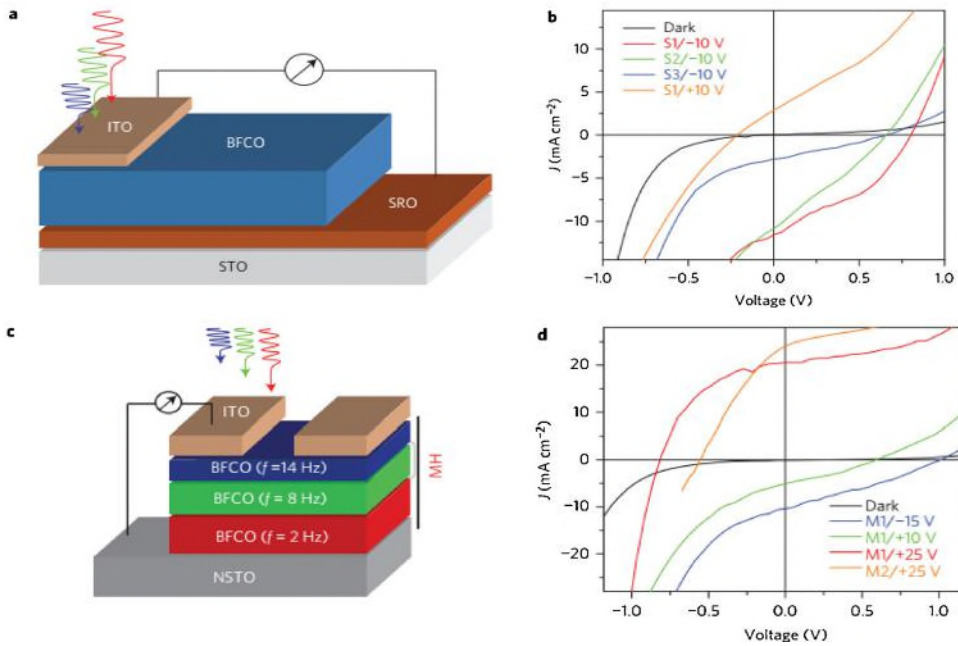 a
ITO
BFCO
SRO
STO
b
Dark
S1/−10 V
S2/−10 V
S3/−10 V
S1/+10 V
10
5
0
−5
−10
−1.0
−0.5
0.0
0.5
1.0
J (mA cm⁻²)
Voltage (V)
c
ITO
BFCO (f =14 Hz)
BFCO (f = 8 Hz)
BFCO (f = 2 Hz)
NSTO
MH
d
20
10
0
−10
−20
Dark
M1/−15 V
M1/+10 V
M1/+25 V
M2/+25 V
−1.0
−0.5
0.0
0.5
1.0
J (mA cm⁻²)
Voltage (V)